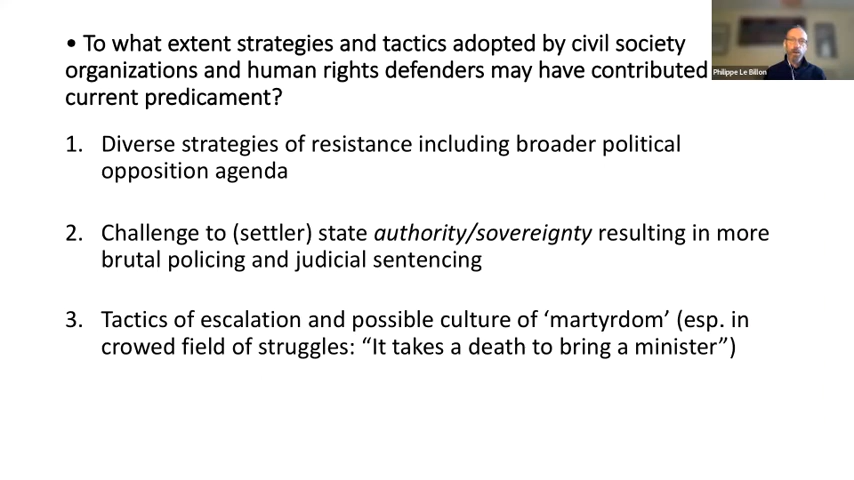 • To what extent strategies and tactics adopted by civil society
organizations and human rights defenders may have contributed
current predicament?
Philippe Le Billon
1. Diverse strategies of resistance including broader political
opposition agenda
2. Challenge to (settler) state authority/sovereignty resulting in more
brutal policing and judicial sentencing
3. Tactics of escalation and possible culture of ‘martyrdom’ (esp. in
crowed field of struggles: “It takes a death to bring a minister”)